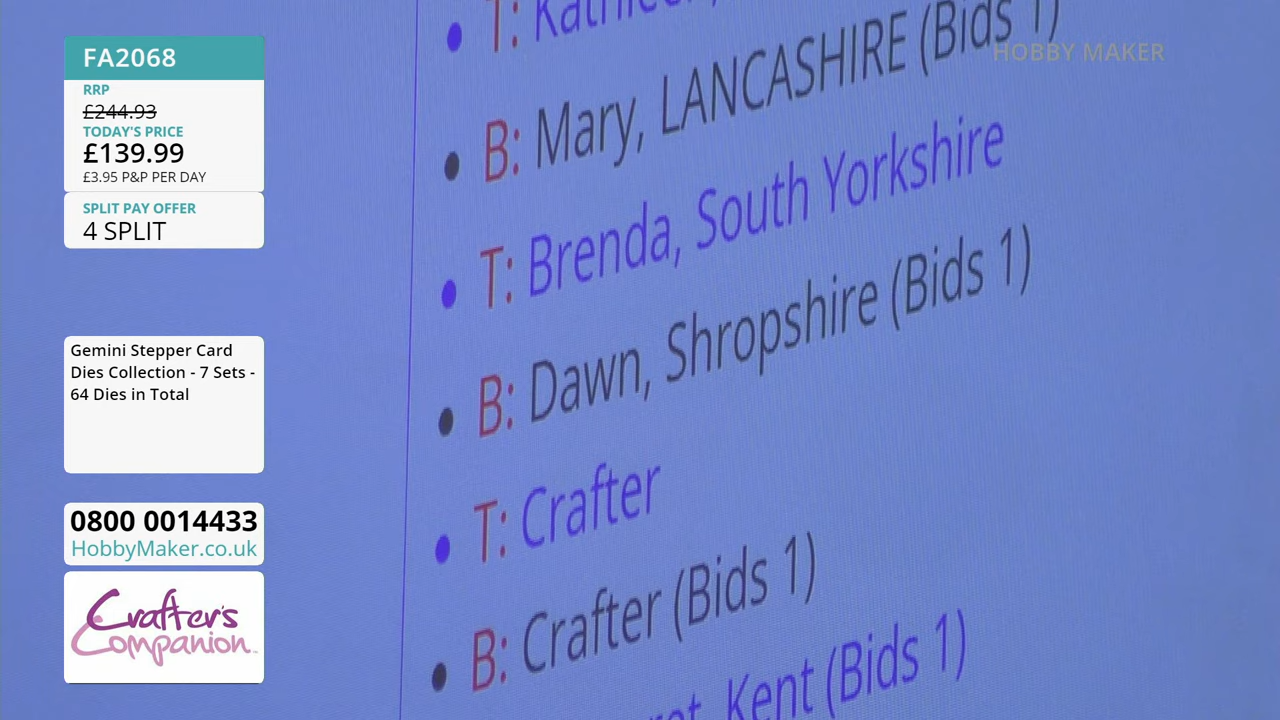 FA2068
RRP
£244.93
TODAY'S PRICE
£139.99
£3.95 P&P PER DAY
SPLIT PAY OFFER
4 SPLIT
Gemini Stepper Card
Dies Collection - 7 Sets -
64 Dies in Total
0800 0014433
HobbyMaker.co.uk
Crafter's
Companion
HOBBY MAKER
T:
B: Mary, LANCASHIRE (Bids 1)
T: Brenda, South Yorkshire
B: Dawn, Shropshire (Bids 1)
T: Crafter
B: Crafter (Bids 1)
Kent (Bids 1)